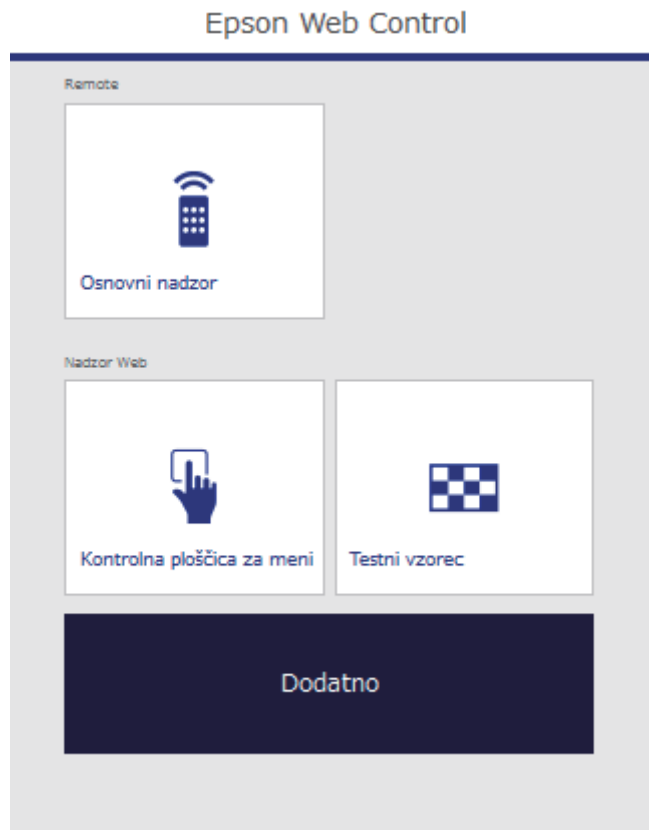 Epson Web Control
Remote
Osnovni nadzor
Nadzor Web
Kontrolna ploščica za meni
Testni vzorec
Dodatno